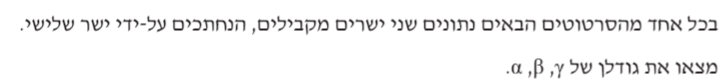 בכל אחד מהסרטוטים הבאים נתונים שני ישרים מקבילים, הנחתכים על-ידי ישר שלישי.
מצאו את גודלן של α ,β ,γ.